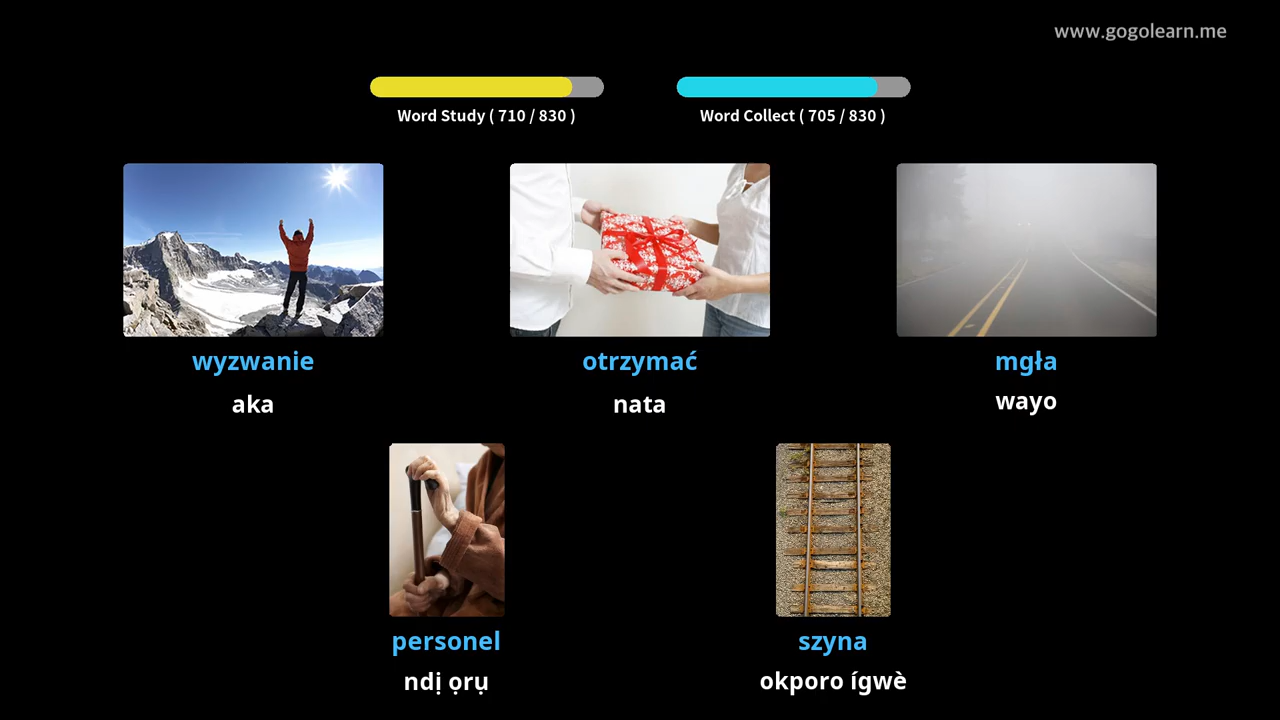 www.gogolearn.me
Word Study ( 710 / 830 )
Word Collect ( 705 / 830 )
wyzwanie
aka
otrzymać
nata
mgła
wayo
personel
ndị ọrụ
szyna
okporo ígwè